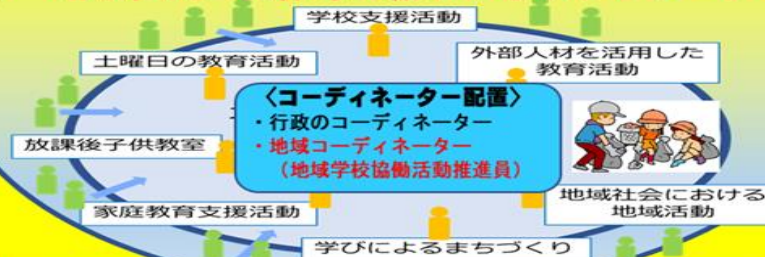 学校支援活動
土曜日の教育活動
外部人材を活用した
教育活動
〈コーディネーター配置〉
・行政のコーディネーター
・地域コーディネーター
（地域学校協働活動推進員）
放課後子供教室
地域社会における
地域活動
家庭教育支援活動
学びによるまちづくり